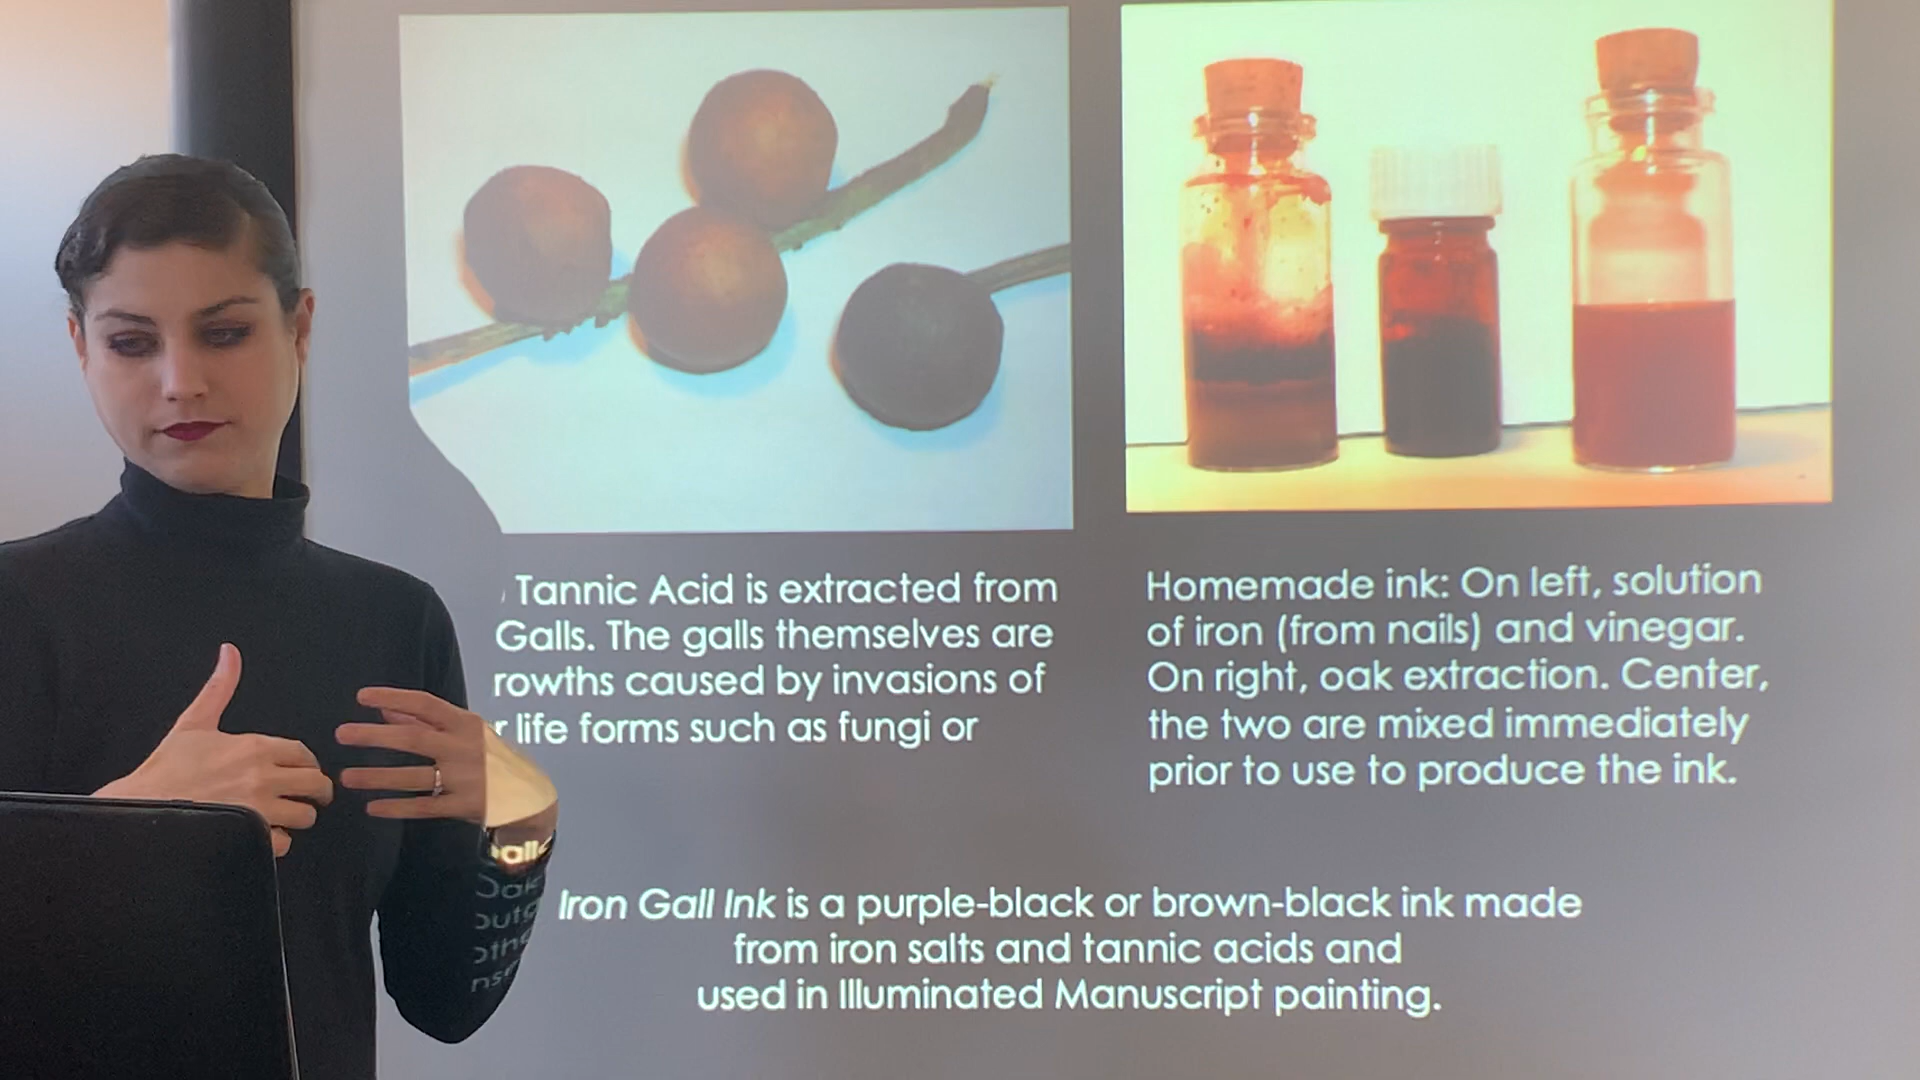 Tannic Acid is extracted from
Galls. The galls themselves are
rowths caused by invasions of
r life forms such as fungi or
Homemade ink: On left, solution
of iron (from nails) and vinegar.
On right, oak extraction. Center,
the two are mixed immediately
prior to use to produce the ink.
Iron Gall Ink is a purple-black or brown-black ink made
from iron salts and tannic acids and
used in Illuminated Manuscript painting.